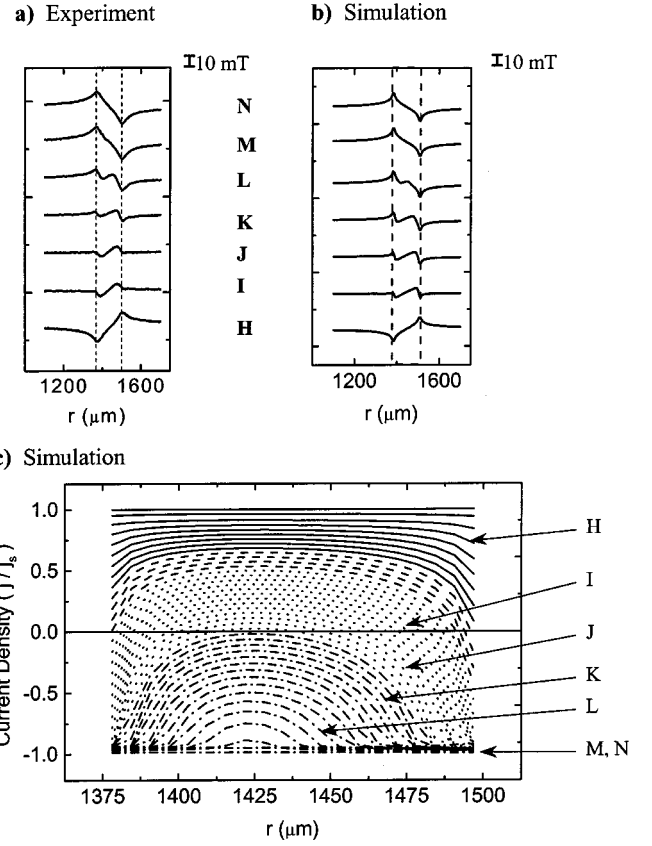 a) Experiment
b) Simulation
10 mT
10 mT
N
M
L
K
J
I
H
1200 1600
1200 1600
r (μm)
r (μm)
c) Simulation
Current Density ( j / js )
1.0
0.5
0.0
-0.5
-1.0
H
I
J
K
L
M, N
1375 1400 1425 1450 1475 1500
r (μm)